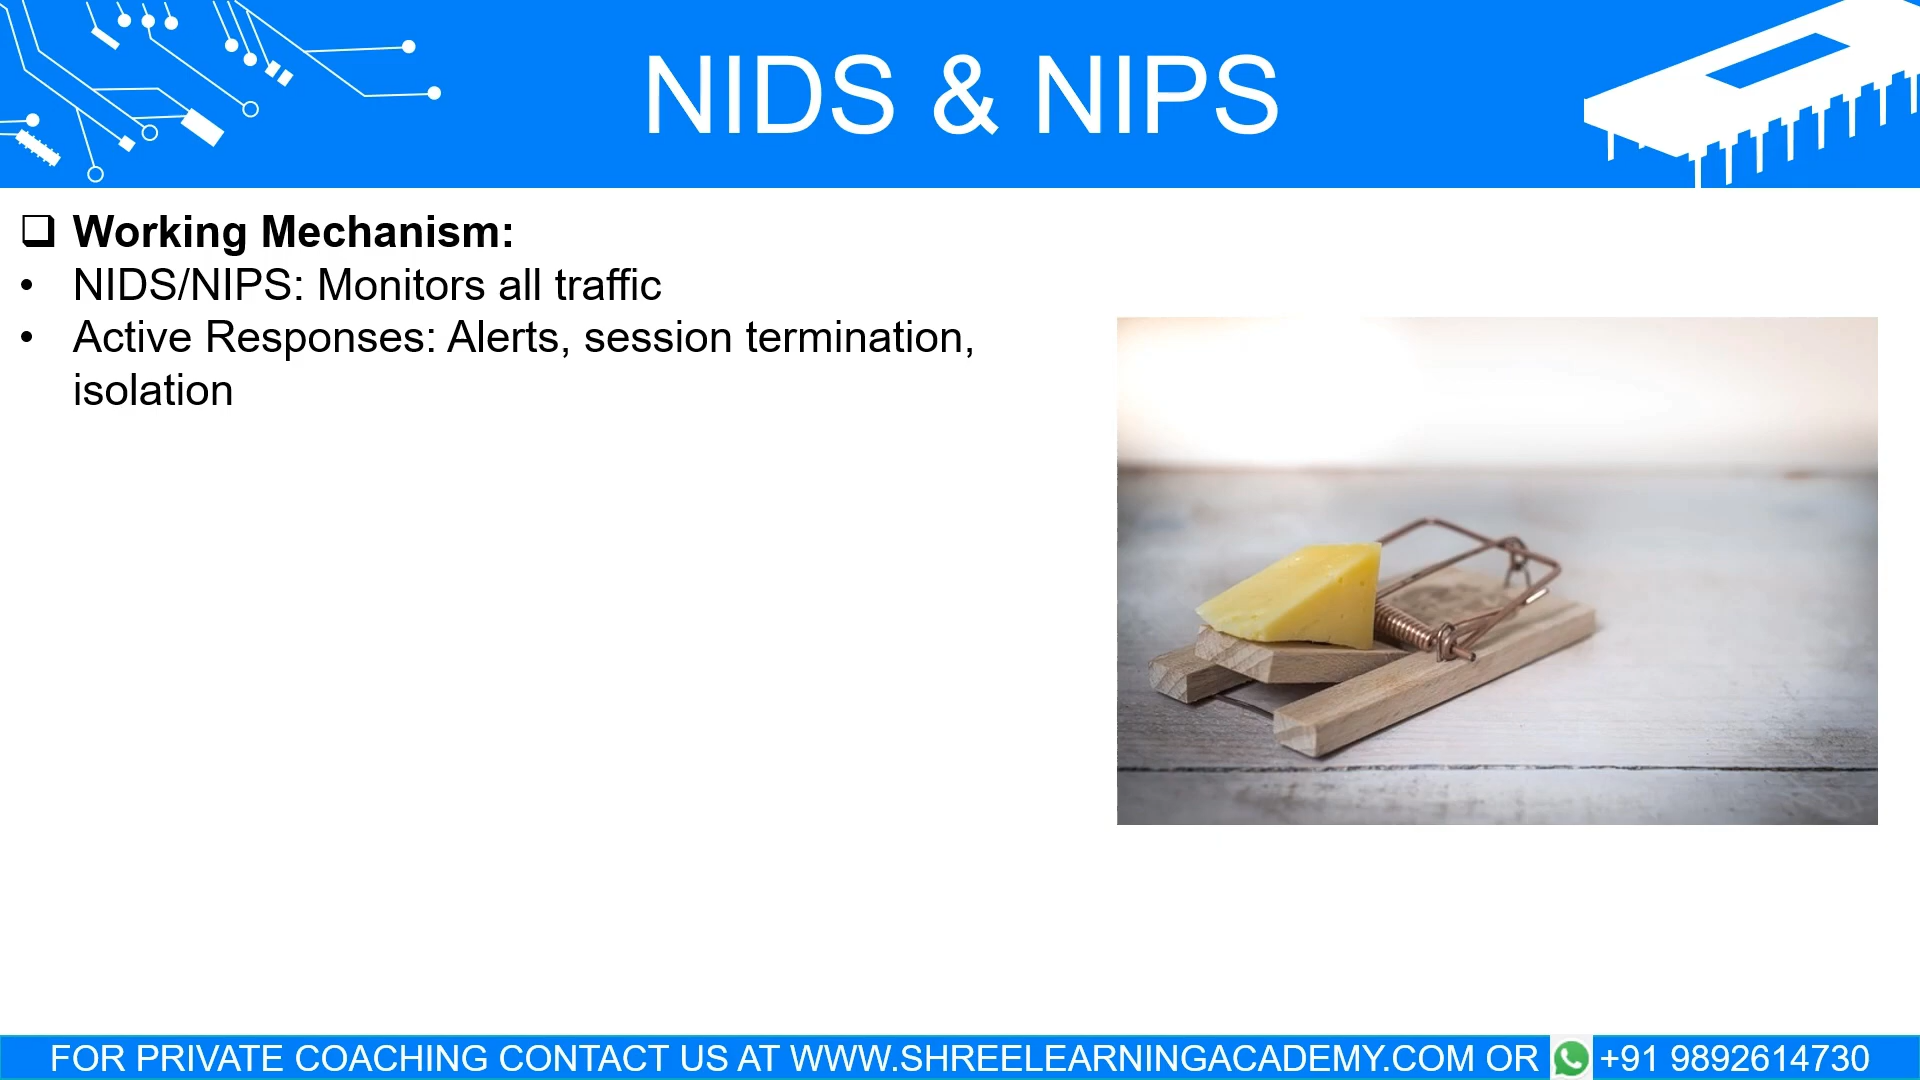 NIDS & NIPS
❑ Working Mechanism:
• NIDS/NIPS: Monitors all traffic
• Active Responses: Alerts, session termination,
isolation
FOR PRIVATE COACHING CONTACT US AT WWW.SHREELEARNINGACADEMY.COM OR +91 9892614730